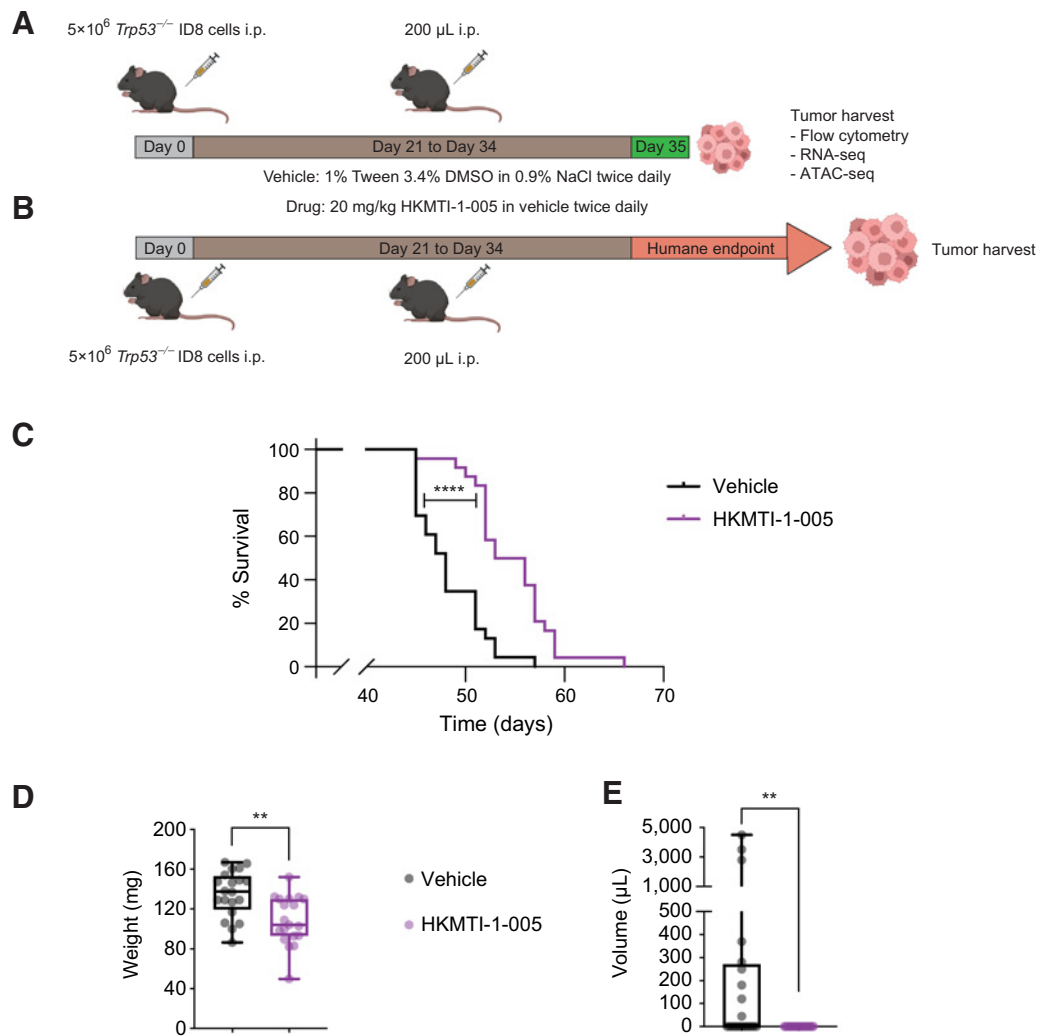 A
5×10⁶ Trp53⁻/⁻ ID8 cells i.p.
200 µL i.p.
Day 0
Day 21 to Day 34
Day 35
Tumor harvest
- Flow cytometry
- RNA-seq
- ATAC-seq
Vehicle: 1% Tween 3.4% DMSO in 0.9% NaCl twice daily
B
Drug: 20 mg/kg HKMTI-1-005 in vehicle twice daily
Day 0
Day 21 to Day 34
Humane endpoint
Tumor harvest
5×10⁶ Trp53⁻/⁻ ID8 cells i.p.
200 µL i.p.
C
% Survival
100
80
60
40
20
0
****
Vehicle
HKMTI-1-005
40
50
60
70
Time (days)
D
Weight (mg)
200
160
120
80
40
0
**
Vehicle
HKMTI-1-005
E
Volume (µL)
5,000
3,000
1,000
500
400
300
200
100
0
**